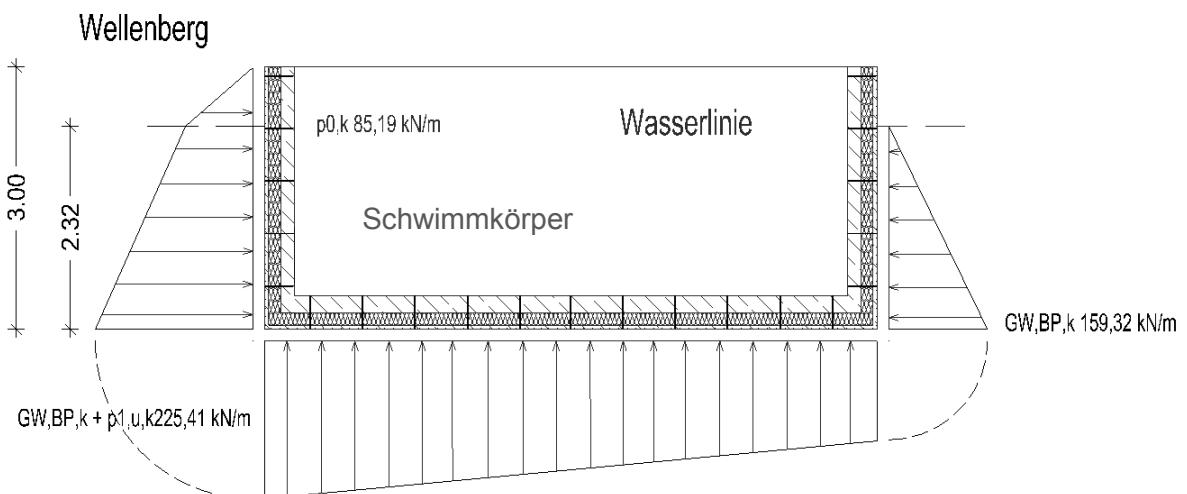 Wellenberg
p0,k 85,19 kN/m
Wasserlinie
3.00
2.32
Schwimmkörper
GW,BP,k 159,32 kN/m
GW,BP,k + p1,u,k225,41 kN/m